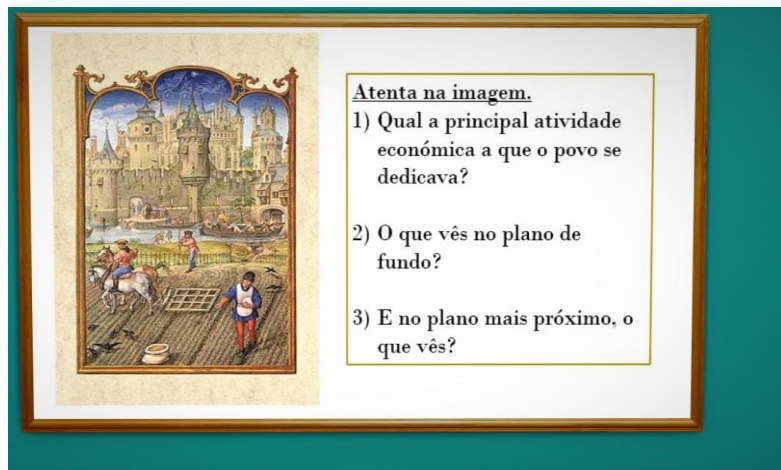 Atenta na imagem.
1) Qual a principal atividade
económica a que o povo se
dedicava?
2) O que vês no plano de
fundo?
3) E no plano mais próximo, o
que vês?